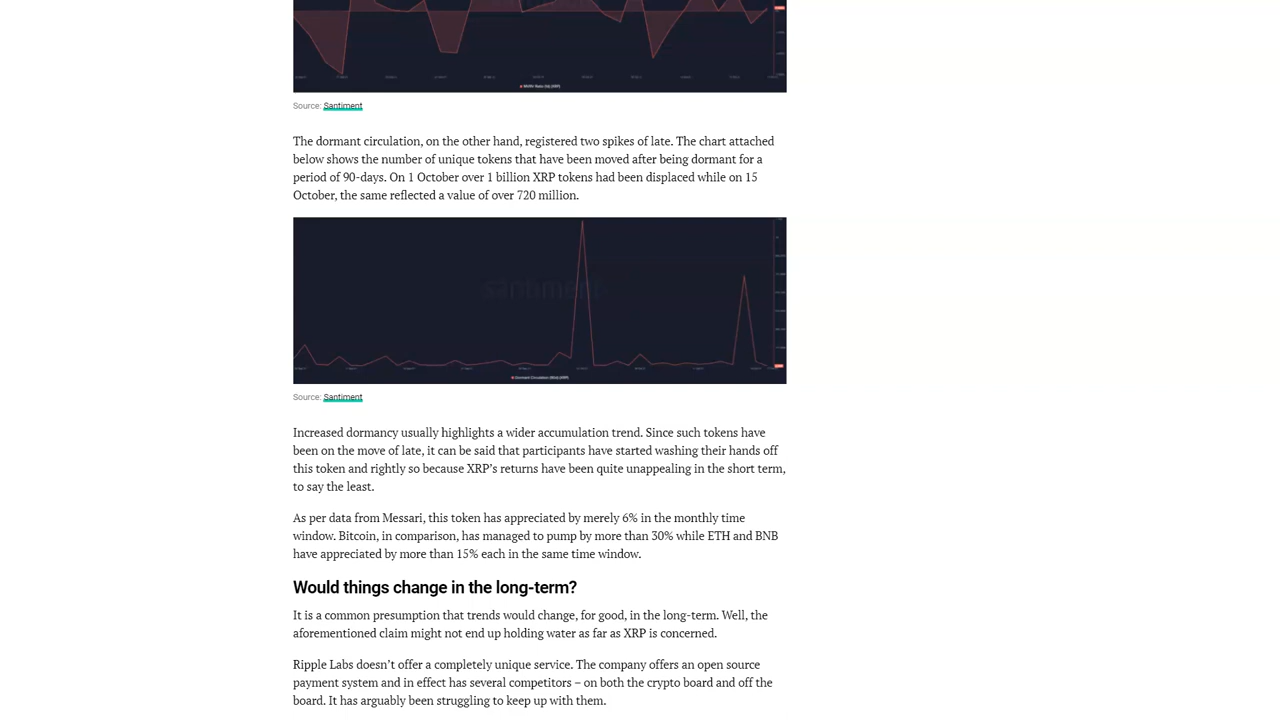 Source: Santiment
The dormant circulation, on the other hand, registered two spikes of late. The chart attached
below shows the number of unique tokens that have been moved after being dormant for a
period of 90-days. On 1 October over 1 billion XRP tokens had been displaced while on 15
October, the same reflected a value of over 720 million.
santiment
Source: Santiment
Increased dormancy usually highlights a wider accumulation trend. Since such tokens have
been on the move of late, it can be said that participants have started washing their hands off
this token and rightly so because XRP’s returns have been quite unappealing in the short term,
to say the least.
As per data from Messari, this token has appreciated by merely 6% in the monthly time
window. Bitcoin, in comparison, has managed to pump by more than 30% while ETH and BNB
have appreciated by more than 15% each in the same time window.
Would things change in the long-term?
It is a common presumption that trends would change, for good, in the long-term. Well, the
aforementioned claim might not end up holding water as far as XRP is concerned.
Ripple Labs doesn’t offer a completely unique service. The company offers an open source
payment system and in effect has several competitors – on both the crypto board and off the
board. It has arguably been struggling to keep up with them.